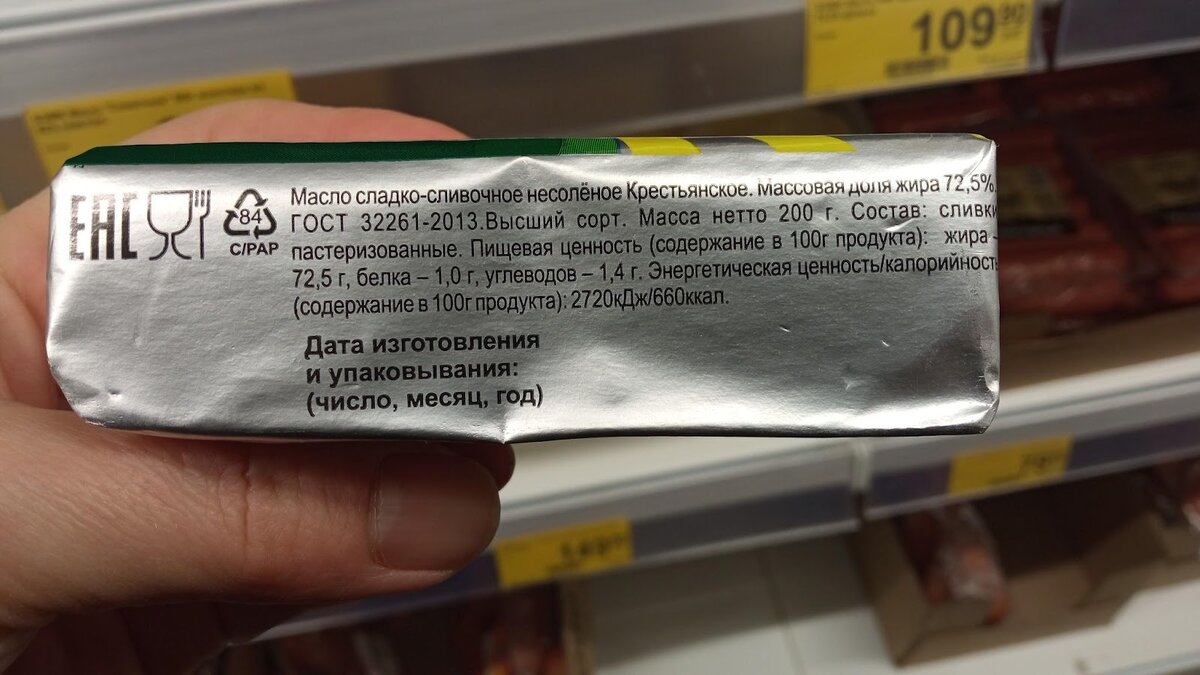 109 90
EAC
84
C/PAP
Масло сладко-сливочное несолёное Крестьянское. Массовая доля жира 72,5%.
ГОСТ 32261-2013.Высший сорт. Масса нетто 200 г. Состав: сливки
пастеризованные. Пищевая ценность (содержание в 100г продукта): жира –
72,5 г, белка – 1,0 г, углеводов – 1,4 г. Энергетическая ценность/калорийность
(содержание в 100г продукта): 2720кДж/660ккал.
Дата изготовления
и упаковывания:
(число, месяц, год)